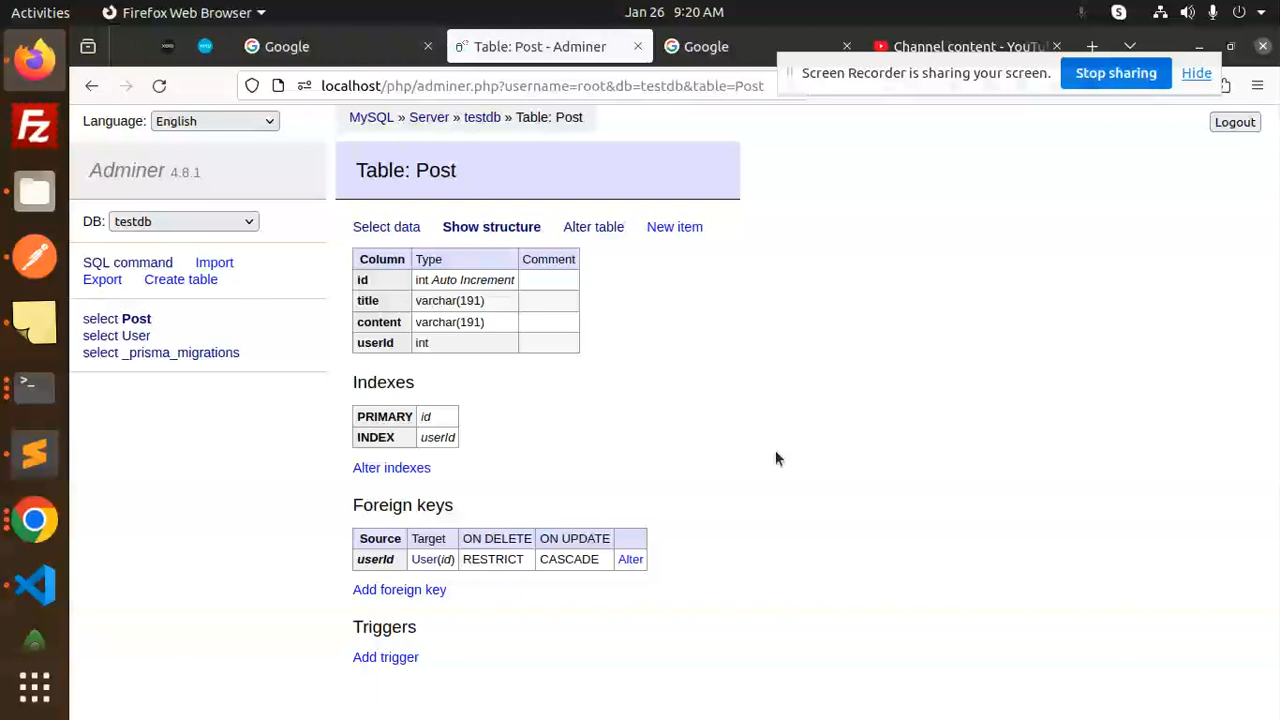 Activities
Firefox Web Browser
Jan 26 9:20 AM
Google
Table: Post - Adminer
Google
Channel content - YouTu
Screen Recorder is sharing your screen.
Stop sharing
Hide
localhost/php/adminer.php?username=root&db=testdb&table=Post
Language: English
MySQL » Server » testdb » Table: Post
Logout
Adminer 4.8.1
Table: Post
DB: testdb
Select data Show structure Alter table New item
SQL command Import
Export Create table
select Post
select User
select _prisma_migrations
Column Type Comment
id int Auto Increment
title varchar(191)
content varchar(191)
userId int
Indexes
PRIMARY id
INDEX userId
Alter indexes
Foreign keys
Source Target ON DELETE ON UPDATE
userId User(id) RESTRICT CASCADE Alter
Add foreign key
Triggers
Add trigger